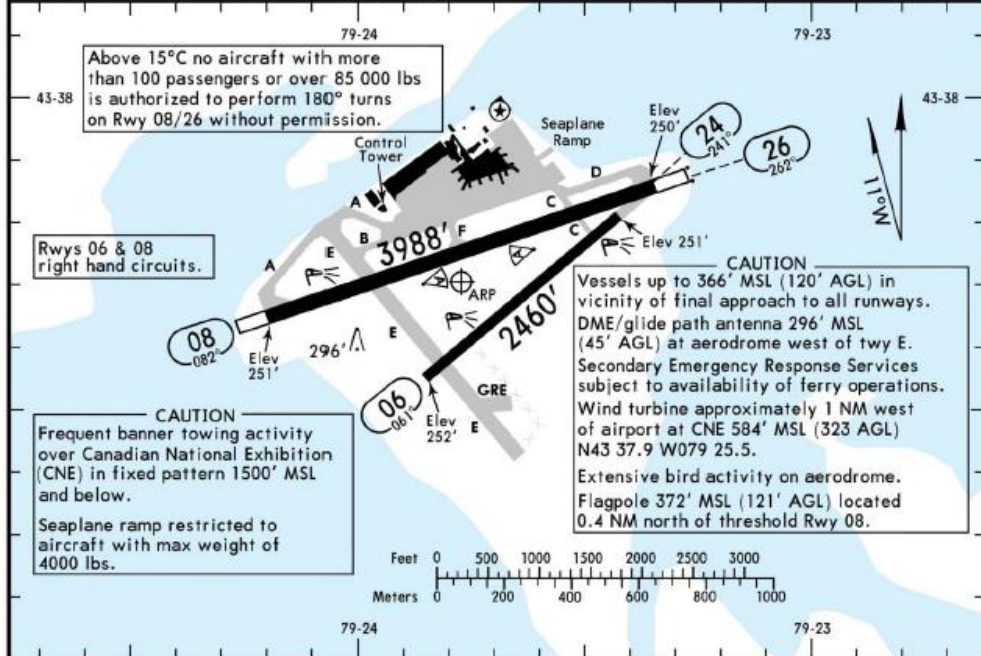 79-24
79-23
Above 15°C no aircraft with more
than 100 passengers or over 85 000 lbs
is authorized to perform 180° turns
on Rwy 08/26 without permission.
43-38
43-38
Control
Tower
Seaplane
Ramp
Elev
250'
24
241°
26
262°
11°W
D
A
C
B
F
C
3988'
E
Elev 251'
Rwys 06 & 08
right hand circuits.
A
A
A
ARP
2460'
08
082°
Elev
251'
296'
E
GRE
06
061°
Elev
252'
E
CAUTION
Vessels up to 366' MSL (120' AGL) in
vicinity of final approach to all runways.
DME/glide path antenna 296' MSL
(45' AGL) at aerodrome west of twy E.
Secondary Emergency Response Services
subject to availability of ferry operations.
Wind turbine approximately 1 NM west
of airport at CNE 584' MSL (323 AGL)
N43 37.9 W079 25.5.
Extensive bird activity on aerodrome.
Flagpole 372' MSL (121' AGL) located
0.4 NM north of threshold Rwy 08.
CAUTION
Frequent banner towing activity
over Canadian National Exhibition
(CNE) in fixed pattern 1500' MSL
and below.
Seaplane ramp restricted to
aircraft with max weight of
4000 lbs.
Feet 0 500 1000 1500 2000 2500 3000
Meters 0 200 400 600 800 1000
79-24
79-23